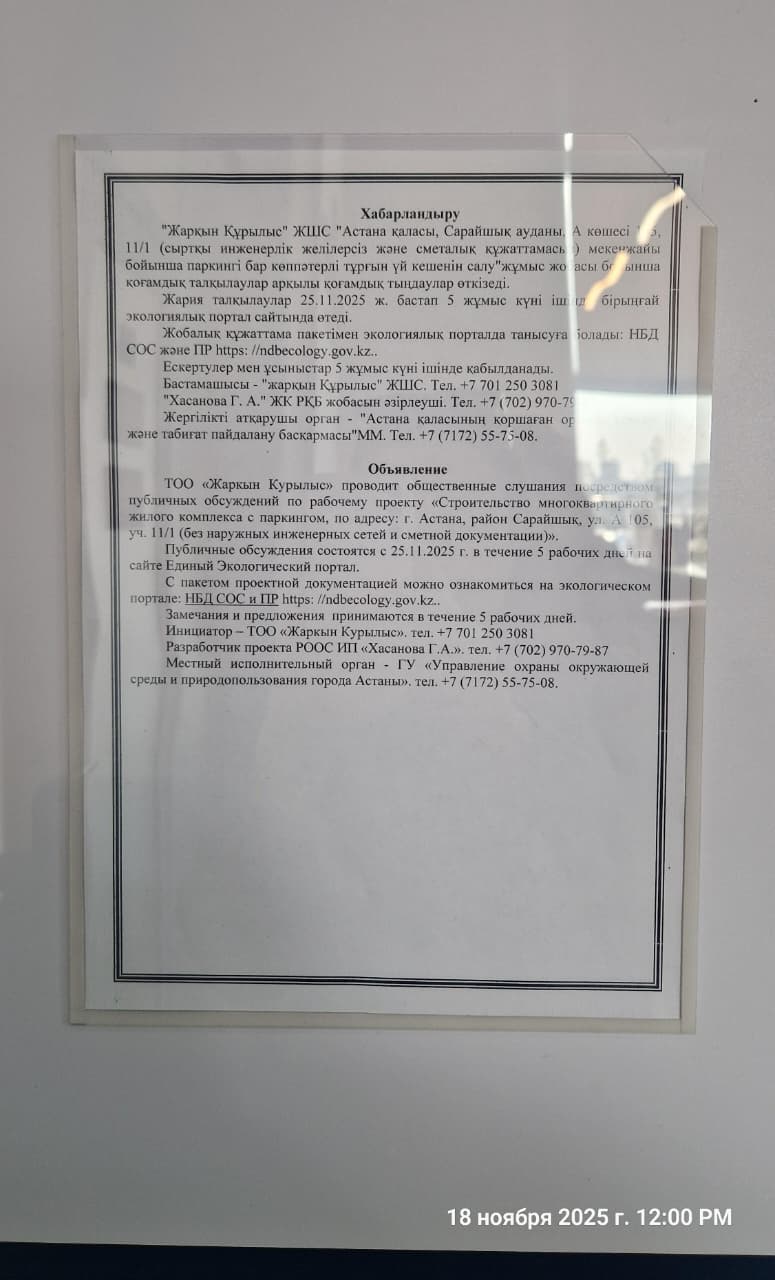 Хабарландыру
"Жарқын Құрылыс" ЖШС "Астана қаласы, Сарайшық ауданы, А көшесі
11/1 (сыртқы инженерлік желілерсіз және сметалық құжаттамасы) мекенжайы
бойынша паркингі бар көппәтерлі тұрғын үй кешенін салу"жұмыс жобасы бойынша
қоғамдық талқылаулар арқылы қоғамдық тыңдаулар өткізеді.
Жария талқылаулар 25.11.2025 ж. бастап 5 жұмыс күні ішінде бірыңғай
экологиялық портал сайтында өтеді.
Жобалық құжаттама пакетімен экологиялық порталда танысуға болады: НБД
СОС және ПР https: //ndbecology.gov.kz..
Ескертулер мен ұсыныстар 5 жұмыс күні ішінде қабылданады.
Бастамашысы - "жарқын Құрылыс" ЖШС. Тел. +7 701 250 3081
"Хасанова Г. А." ЖК РҚБ жобасын әзірлеуші. Тел. +7 (702) 970-79
Жергілікті атқарушы орган - "Астана қаласының қоршаған
және табиғат пайдалану басқармасы"ММ. Тел. +7 (7172) 55-75-08.
Объявление
ТОО «Жаркын Курылыс» проводит общественные слушания посредством
публичных обсуждений по рабочему проекту «Строительство многоквартирного
жилого комплекса с паркингом, по адресу: г. Астана, район Сарайшык, ул. А 105,
уч. 11/1 (без наружных инженерных сетей и сметной документации)».
Публичные обсуждения состоятся с 25.11.2025 г. в течение 5 рабочих дней на
сайте Единый Экологический портал.
С пакетом проектной документацией можно ознакомиться на экологическом
портале: НБД СОС и ПР https: //ndbecology.gov.kz..
Замечания и предложения принимаются в течение 5 рабочих дней.
Инициатор – ТОО «Жаркын Курылыс». тел. +7 701 250 3081
Разработчик проекта РООС ИП «Хасанова Г.А.». тел. +7 (702) 970-79-87
Местный исполнительный орган - ГУ «Управление охраны окружающей
среды и природопользования города Астаны». тел. +7 (7172) 55-75-08.
18 ноября 2025 г. 12:00 PM